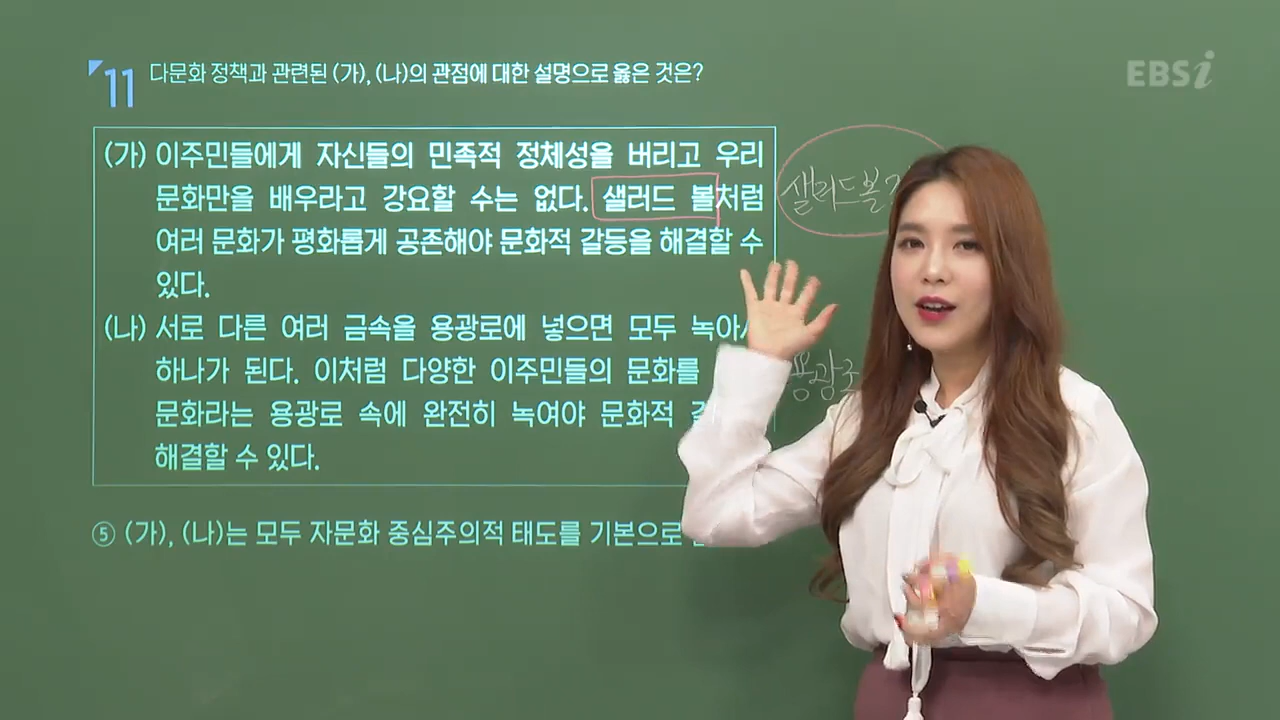 11 다문화 정책과 관련된 (가), (나)의 관점에 대한 설명으로 옳은 것은?
EBSi
(가) 이주민들에게 자신들의 민족적 정체성을 버리고 우리
문화만을 배우라고 강요할 수는 없다. 샐러드 볼처럼
여러 문화가 평화롭게 공존해야 문화적 갈등을 해결할 수
있다.
(나) 서로 다른 여러 금속을 용광로에 넣으면 모두 녹아서
하나가 된다. 이처럼 다양한 이주민들의 문화를
문화라는 용광로 속에 완전히 녹여야 문화적
해결할 수 있다.
⑤ (가), (나)는 모두 자문화 중심주의적 태도를 기본으로
샐러드볼
용광로